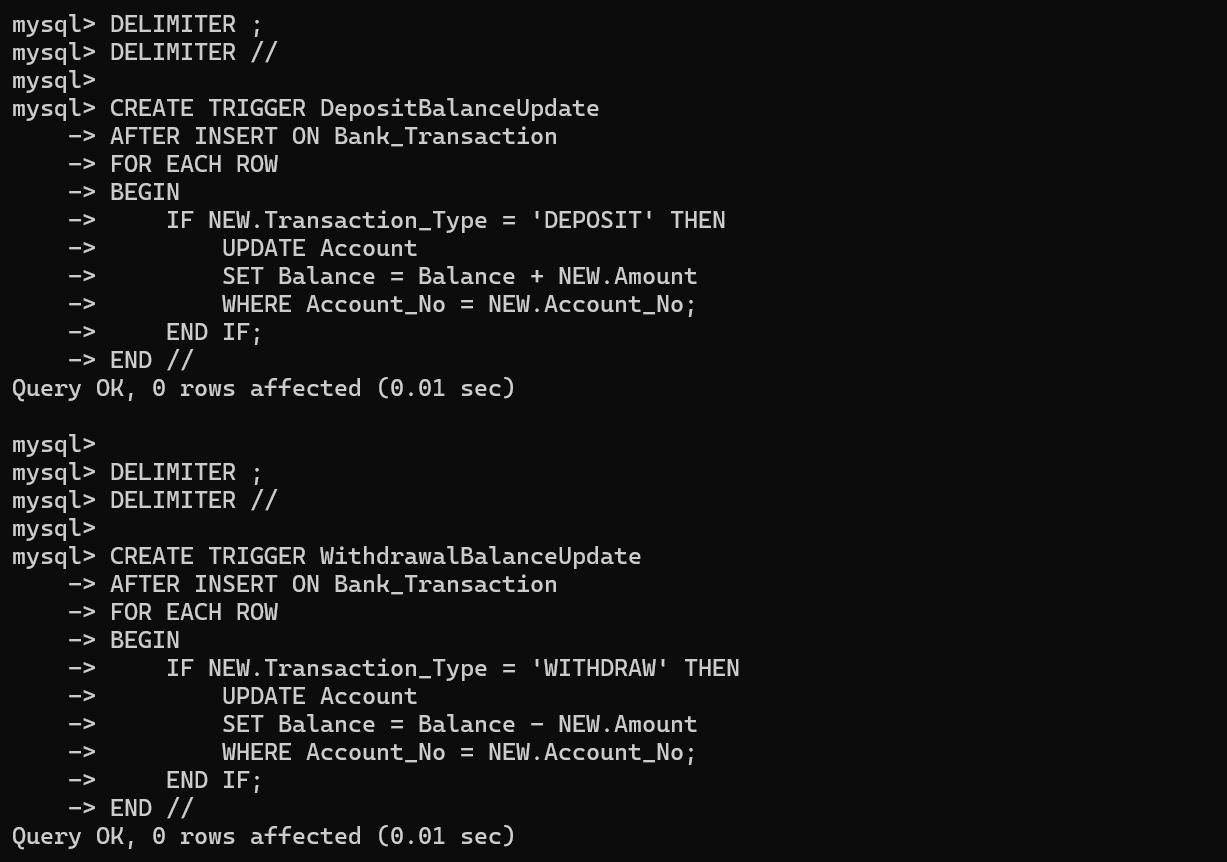 mysql> DELIMITER ;
mysql> DELIMITER //
mysql>
mysql> CREATE TRIGGER DepositBalanceUpdate
    -> AFTER INSERT ON Bank_Transaction
    -> FOR EACH ROW
    -> BEGIN
    ->     IF NEW.Transaction_Type = 'DEPOSIT' THEN
    ->         UPDATE Account
    ->         SET Balance = Balance + NEW.Amount
    ->         WHERE Account_No = NEW.Account_No;
    ->     END IF;
    -> END //
Query OK, 0 rows affected (0.01 sec)

mysql>
mysql> DELIMITER ;
mysql> DELIMITER //
mysql>
mysql> CREATE TRIGGER WithdrawalBalanceUpdate
    -> AFTER INSERT ON Bank_Transaction
    -> FOR EACH ROW
    -> BEGIN
    ->     IF NEW.Transaction_Type = 'WITHDRAW' THEN
    ->         UPDATE Account
    ->         SET Balance = Balance - NEW.Amount
    ->         WHERE Account_No = NEW.Account_No;
    ->     END IF;
    -> END //
Query OK, 0 rows affected (0.01 sec)